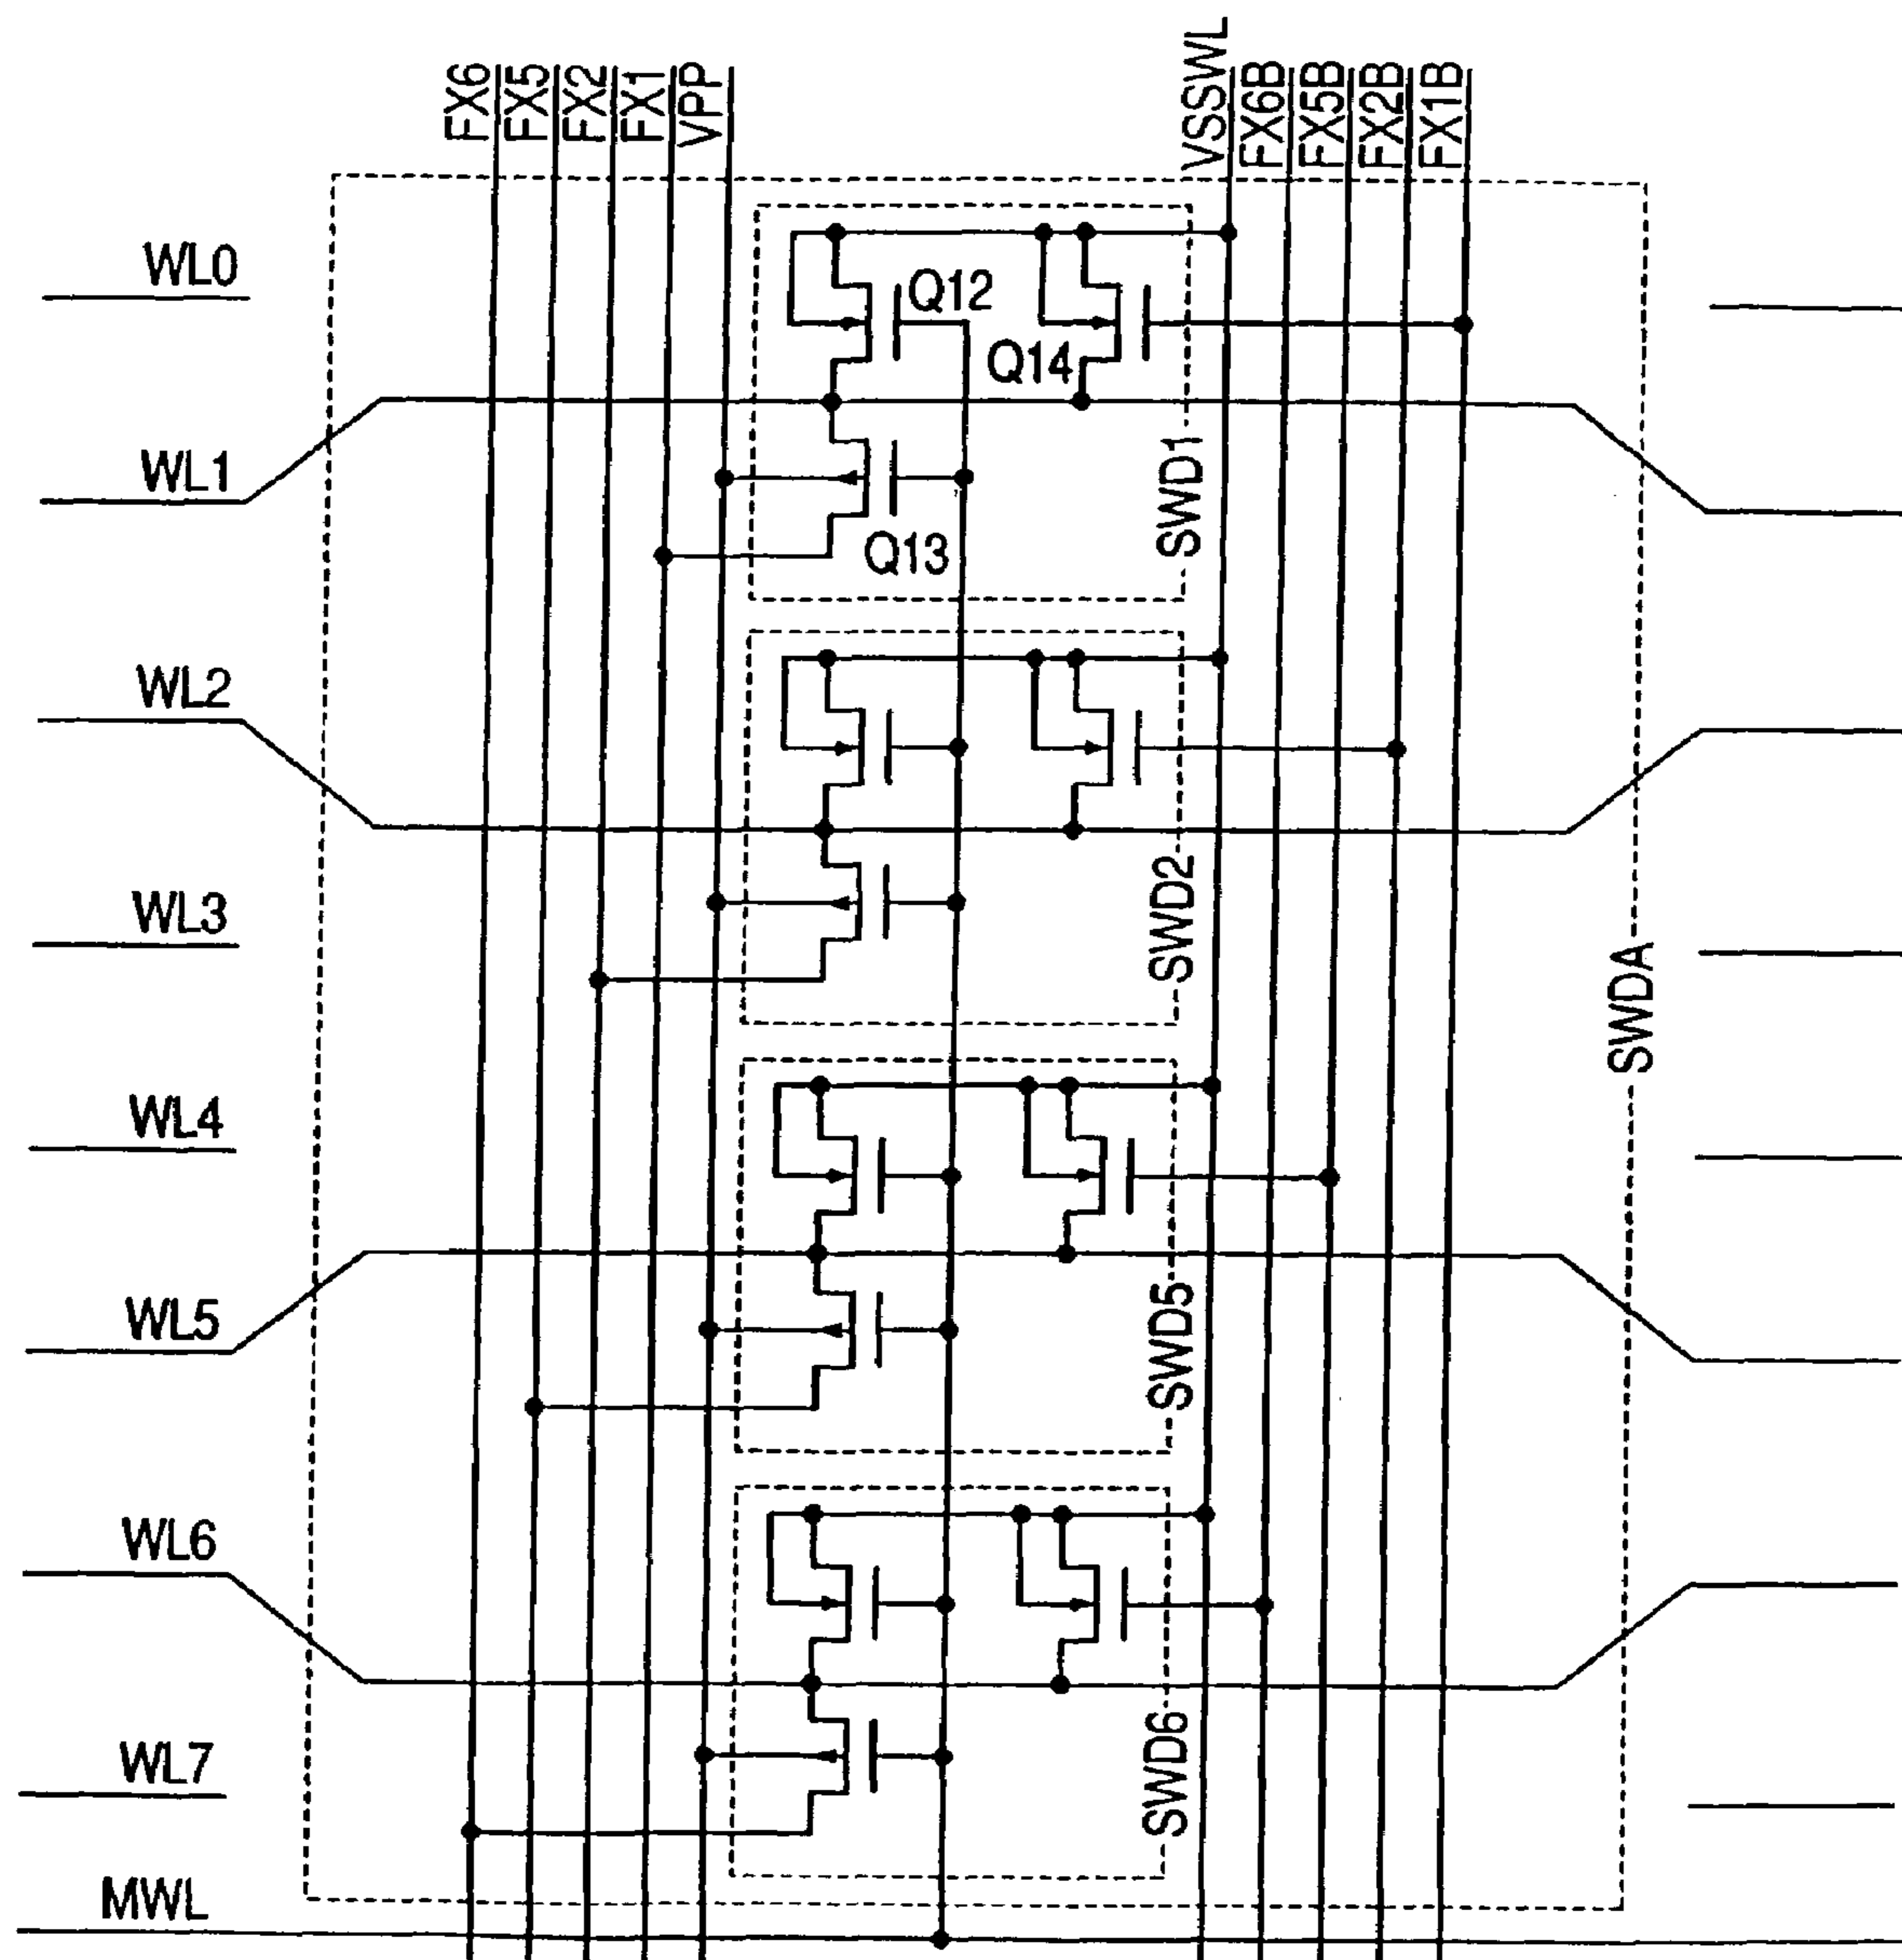 FX6
FX5
FX2
FX1
VPP
VSSWL
FX6B
FX5B
FX2B
FX1B
WL0
Q12
Q14
WL1
SWD1
Q13
WL2
WL3
SWD2
SWDA
WL4
WL5
SWD5
WL6
WL7
SWD6
MWL